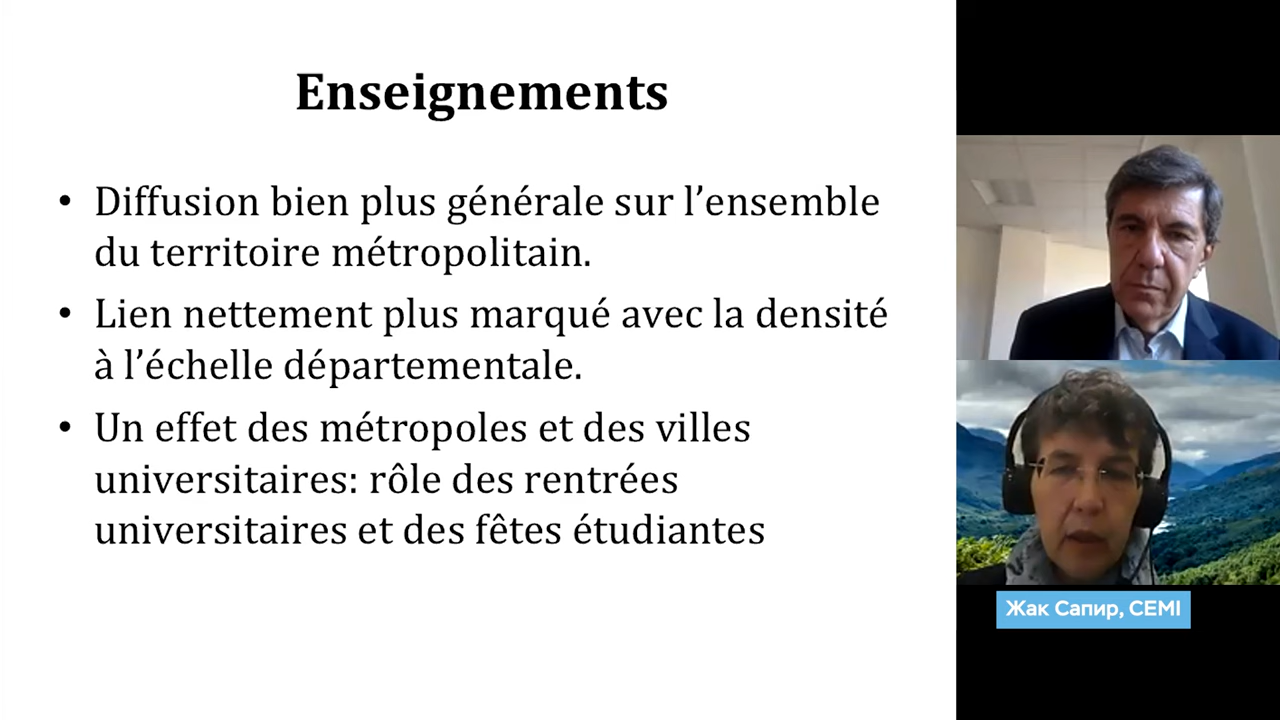 Enseignements
• Diffusion bien plus générale sur l’ensemble
du territoire métropolitain.
• Lien nettement plus marqué avec la densité
à l’échelle départementale.
• Un effet des métropoles et des villes
universitaires: rôle des rentrées
universitaires et des fêtes étudiantes
Жак Сапир, CEMI